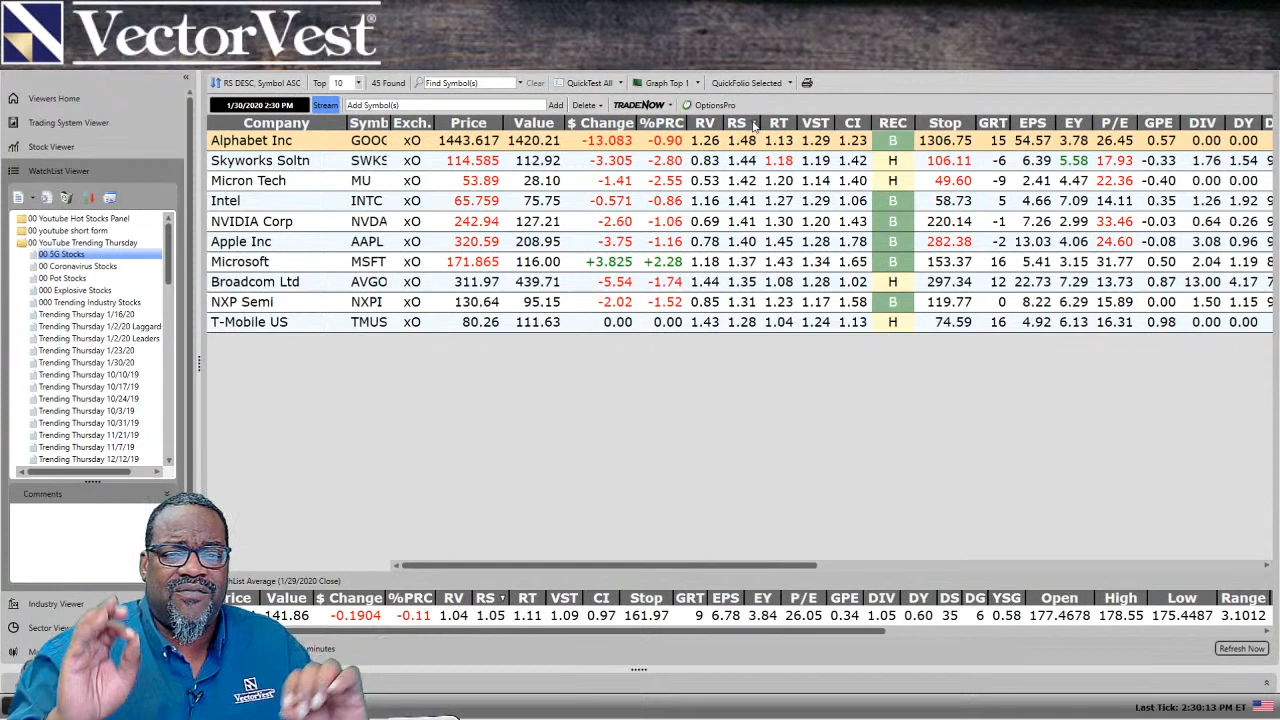 VectorVest®
Viewers Home
Trading System Viewer
Stock Viewer
WatchList Viewer
00 Youtube Hot Stocks Panel
00 youtube short form
00 YouTube Trending Thursday
00 5G Stocks
00 Coronavirus Stocks
00 Pot Stocks
000 Explosive Stocks
000 Trending Industry Stocks
Trending Thursday 1/16/20
Trending Thursday 1/2/20 Laggard
Trending Thursday 1/2/20 Leaders
Trending Thursday 1/23/20
Trending Thursday 1/30/20
Trending Thursday 10/10/19
Trending Thursday 10/17/19
Trending Thursday 10/24/19
Trending Thursday 10/3/19
Trending Thursday 10/31/19
Trending Thursday 11/21/19
Trending Thursday 11/7/19
Trending Thursday 12/12/19
Comments
Industry Viewer
Sector View
RS DESC, Symbol ASC Top 10 45 Found Find Symbol(s) Clear QuickTest All Graph Top 1 QuickFolio Selected
1/30/2020 2:30 PM Stream Add Symbol(s) Add Delete TRADENOW OptionsPro
Company Symb Exch. Price Value $ Change %PRC RV RS RT VST CI REC Stop GRT EPS EY P/E GPE DIV DY D
Alphabet Inc GOOG xO 1443.617 1420.21 -13.083 -0.90 1.26 1.48 1.13 1.29 1.23 B 1306.75 15 54.57 3.78 26.45 0.57 0.00 0.00
Skyworks Soltn SWKS xO 114.585 112.92 -3.305 -2.80 0.83 1.44 1.18 1.19 1.42 H 106.11 -6 6.39 5.58 17.93 -0.33 1.76 1.54 9
Micron Tech MU xO 53.89 28.10 -1.41 -2.55 0.53 1.42 1.20 1.14 1.40 H 49.60 -9 2.41 4.47 22.36 -0.40 0.00 0.00
Intel INTC xO 65.759 75.75 -0.571 -0.86 1.16 1.41 1.27 1.29 1.06 B 58.73 5 4.66 7.09 14.11 0.35 1.26 1.92 9
NVIDIA Corp NVDA xO 242.94 127.21 -2.60 -1.06 0.69 1.41 1.30 1.20 1.43 B 220.14 -1 7.26 2.99 33.46 -0.03 0.64 0.26 9
Apple Inc AAPL xO 320.59 208.95 -3.75 -1.16 0.78 1.40 1.45 1.28 1.78 B 282.38 -2 13.03 4.06 24.60 -0.08 3.08 0.96 9
Microsoft MSFT xO 171.865 116.00 +3.825 +2.28 1.18 1.37 1.43 1.34 1.65 B 153.37 16 5.41 3.15 31.77 0.50 2.04 1.19 9
Broadcom Ltd AVGO xO 311.97 439.71 -5.54 -1.74 1.44 1.35 1.08 1.28 1.02 H 297.34 12 22.73 7.29 13.73 0.87 13.00 4.17
NXP Semi NXPI xO 130.64 95.15 -2.02 -1.52 0.85 1.31 1.23 1.17 1.58 B 119.77 0 8.22 6.29 15.89 0.00 1.50 1.15 9
T-Mobile US TMUS xO 80.26 111.63 0.00 0.00 1.43 1.28 1.04 1.24 1.13 H 74.59 16 4.92 6.13 16.31 0.98 0.00 0.00
hList Average (1/29/2020 Close)
rice Value $ Change %PRC RV RS RT VST CI Stop GRT EPS EY P/E GPE DIV DY DS DG YSG Open High Low Range
141.86 -0.1904 -0.11 1.04 1.05 1.11 1.09 0.97 161.97 9 6.78 3.84 26.05 0.34 1.05 0.60 35 6 0.58 177.4678 178.55 175.4487 3.1012
minutes Refresh Now
Last Tick: 2:30:13 PM ET
VectorVest